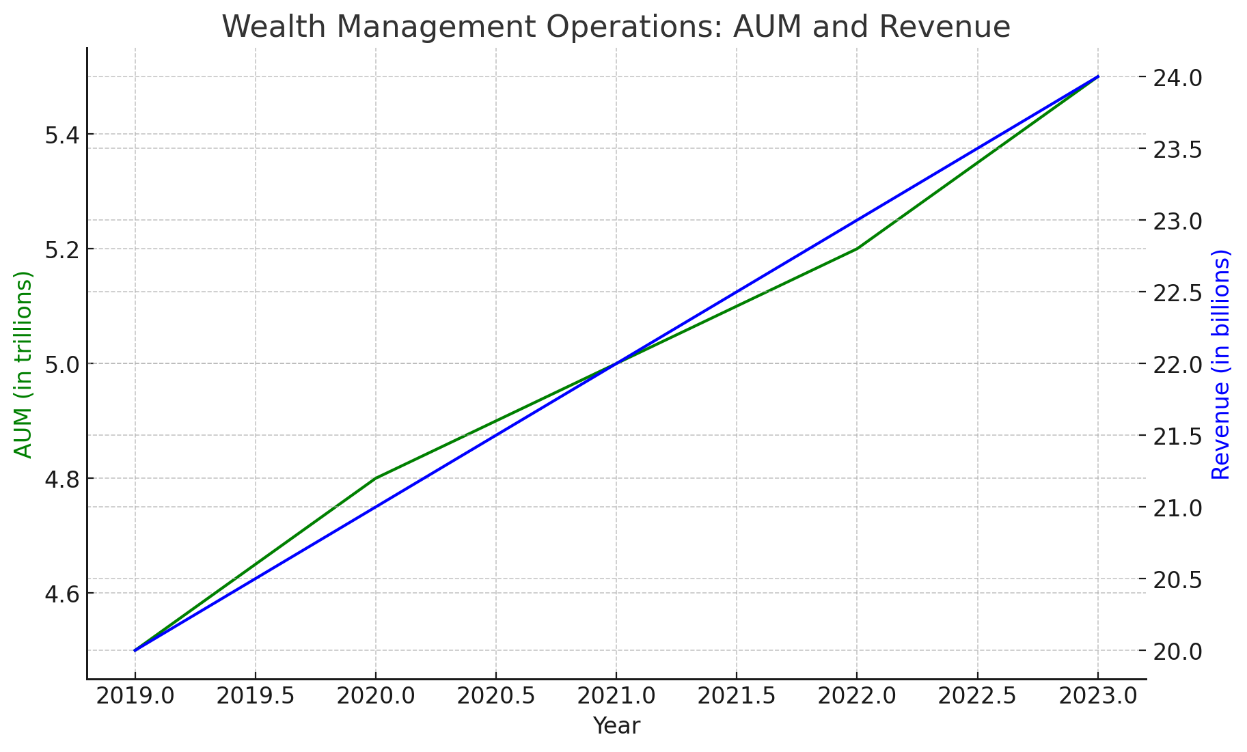 Wealth Management Operations: AUM and Revenue
AUM (in trillions)
5.4
5.2
5.0
4.8
4.6
24.0
23.5
23.0
22.5
22.0
21.5
21.0
20.5
20.0
Revenue (in billions)
2019.0 2019.5 2020.0 2020.5 2021.0 2021.5 2022.0 2022.5 2023.0
Year